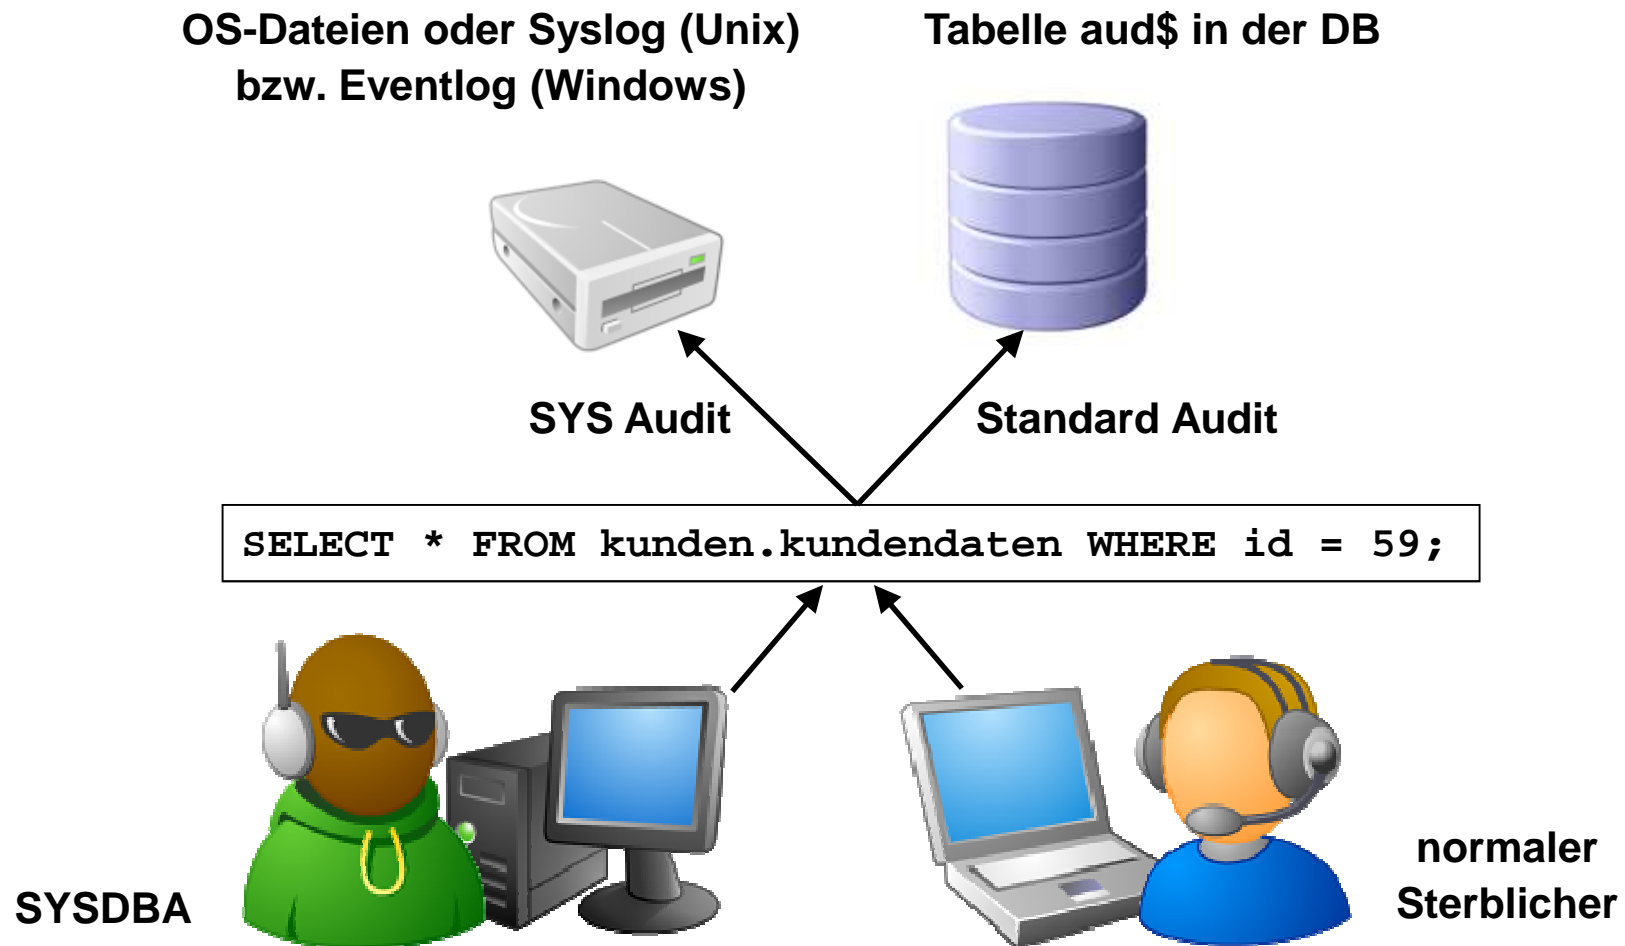 OS-Dateien oder Syslog (Unix)
bzw. Eventlog (Windows)
Tabelle aud$ in der DB
SYS Audit
Standard Audit
SELECT * FROM kunden.kundendaten WHERE id = 59;
SYSDBA
normaler
Sterblicher